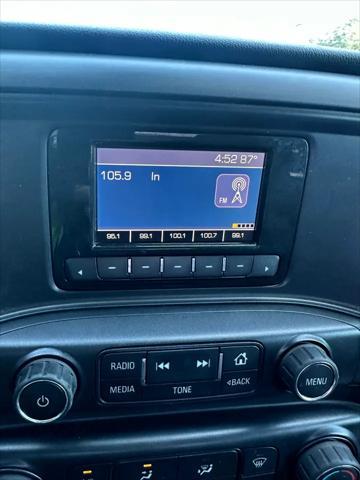 4:52 87°
105.9 In
FM
95.1 99.1 100.1 100.7 99.1
RADIO
MEDIA
TONE
BACK
MENU